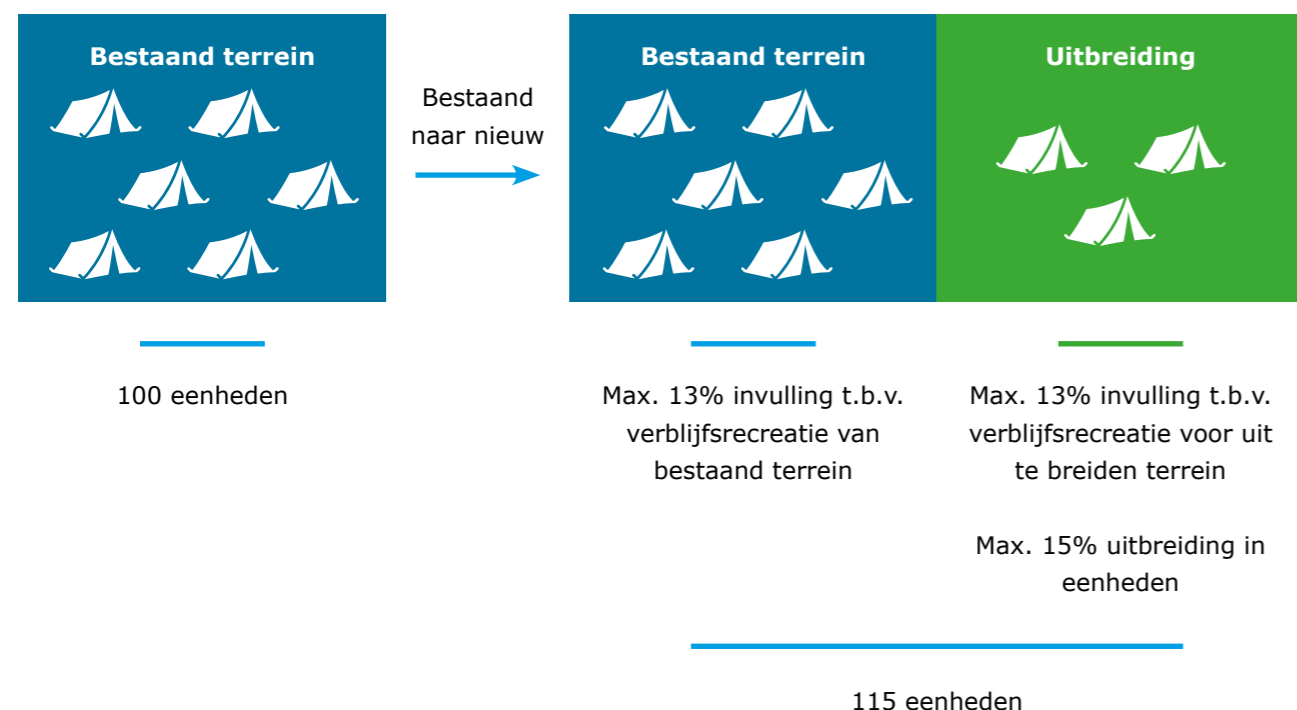 Bestaand terrein
Bestaand
naar nieuw
Bestaand terrein
Uitbreiding
100 eenheden
Max. 13% invulling t.b.v.
verblijfsrecreatie van
bestaand terrein
Max. 13% invulling t.b.v.
verblijfsrecreatie voor uit
te breiden terrein
Max. 15% uitbreiding in
eenheden
115 eenheden